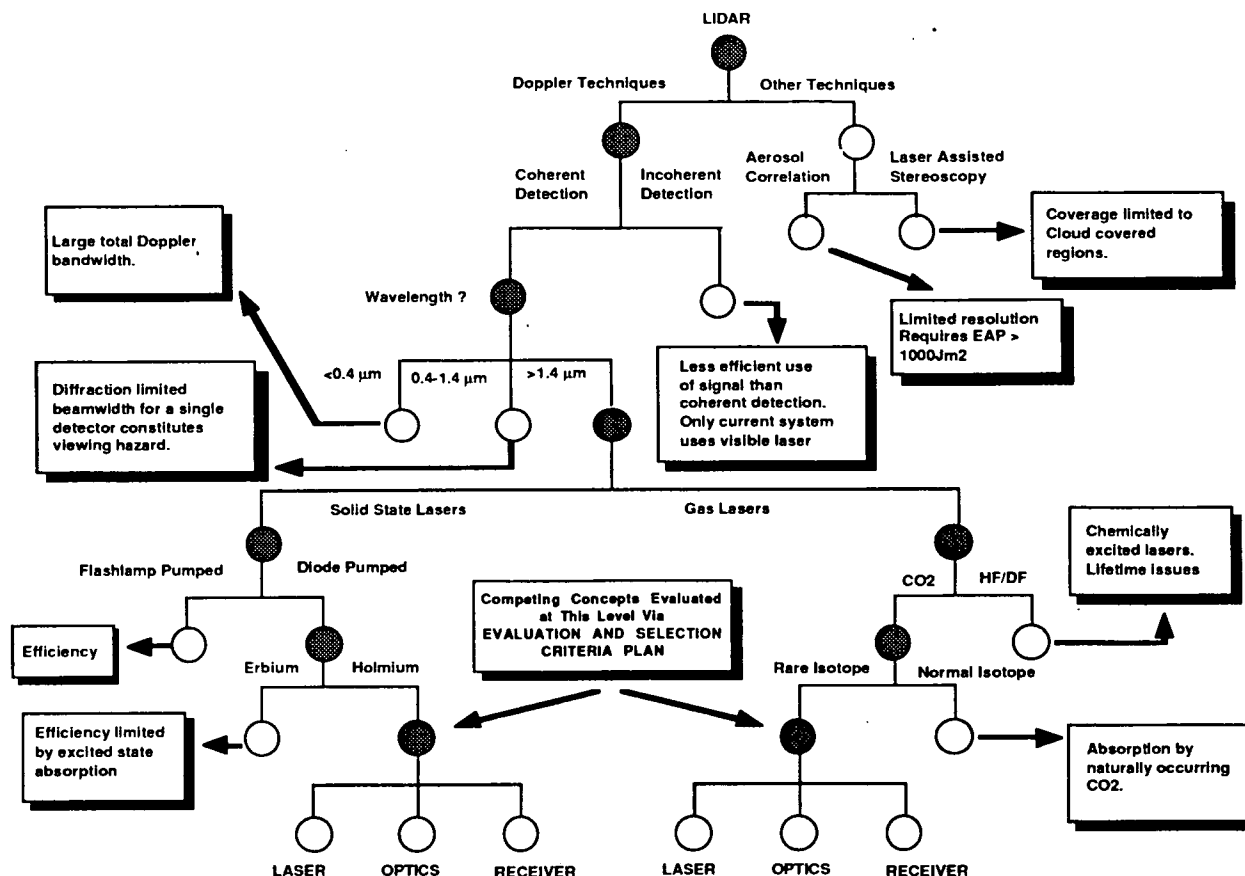 LIDAR
Doppler Techniques
Other Techniques
Aerosol
Correlation
Laser Assisted
Stereoscopy
Coherent
Detection
Incoherent
Detection
Large total Doppler
bandwidth.
Coverage limited to
Cloud covered
regions.
Wavelength ?
Limited resolution
Requires EAP >
1000Jm2
<0.4 µm
0.4-1.4 µm
>1.4 µm
Diffraction limited
beamwidth for a single
detector constitutes
viewing hazard.
Less efficient use
of signal than
coherent detection.
Only current system
uses visible laser
Solid State Lasers
Gas Lasers
Chemically
excited lasers.
Lifetime issues
Flashlamp Pumped
Diode Pumped
CO2
HF/DF
Competing Concepts Evaluated
at This Level Via
EVALUATION AND SELECTION
CRITERIA PLAN
Efficiency
Erbium
Holmium
Rare Isotope
Normal Isotope
Efficiency limited
by excited state
absorption
Absorption by
naturally occurring
CO2.
LASER
OPTICS
RECEIVER
LASER
OPTICS
RECEIVER